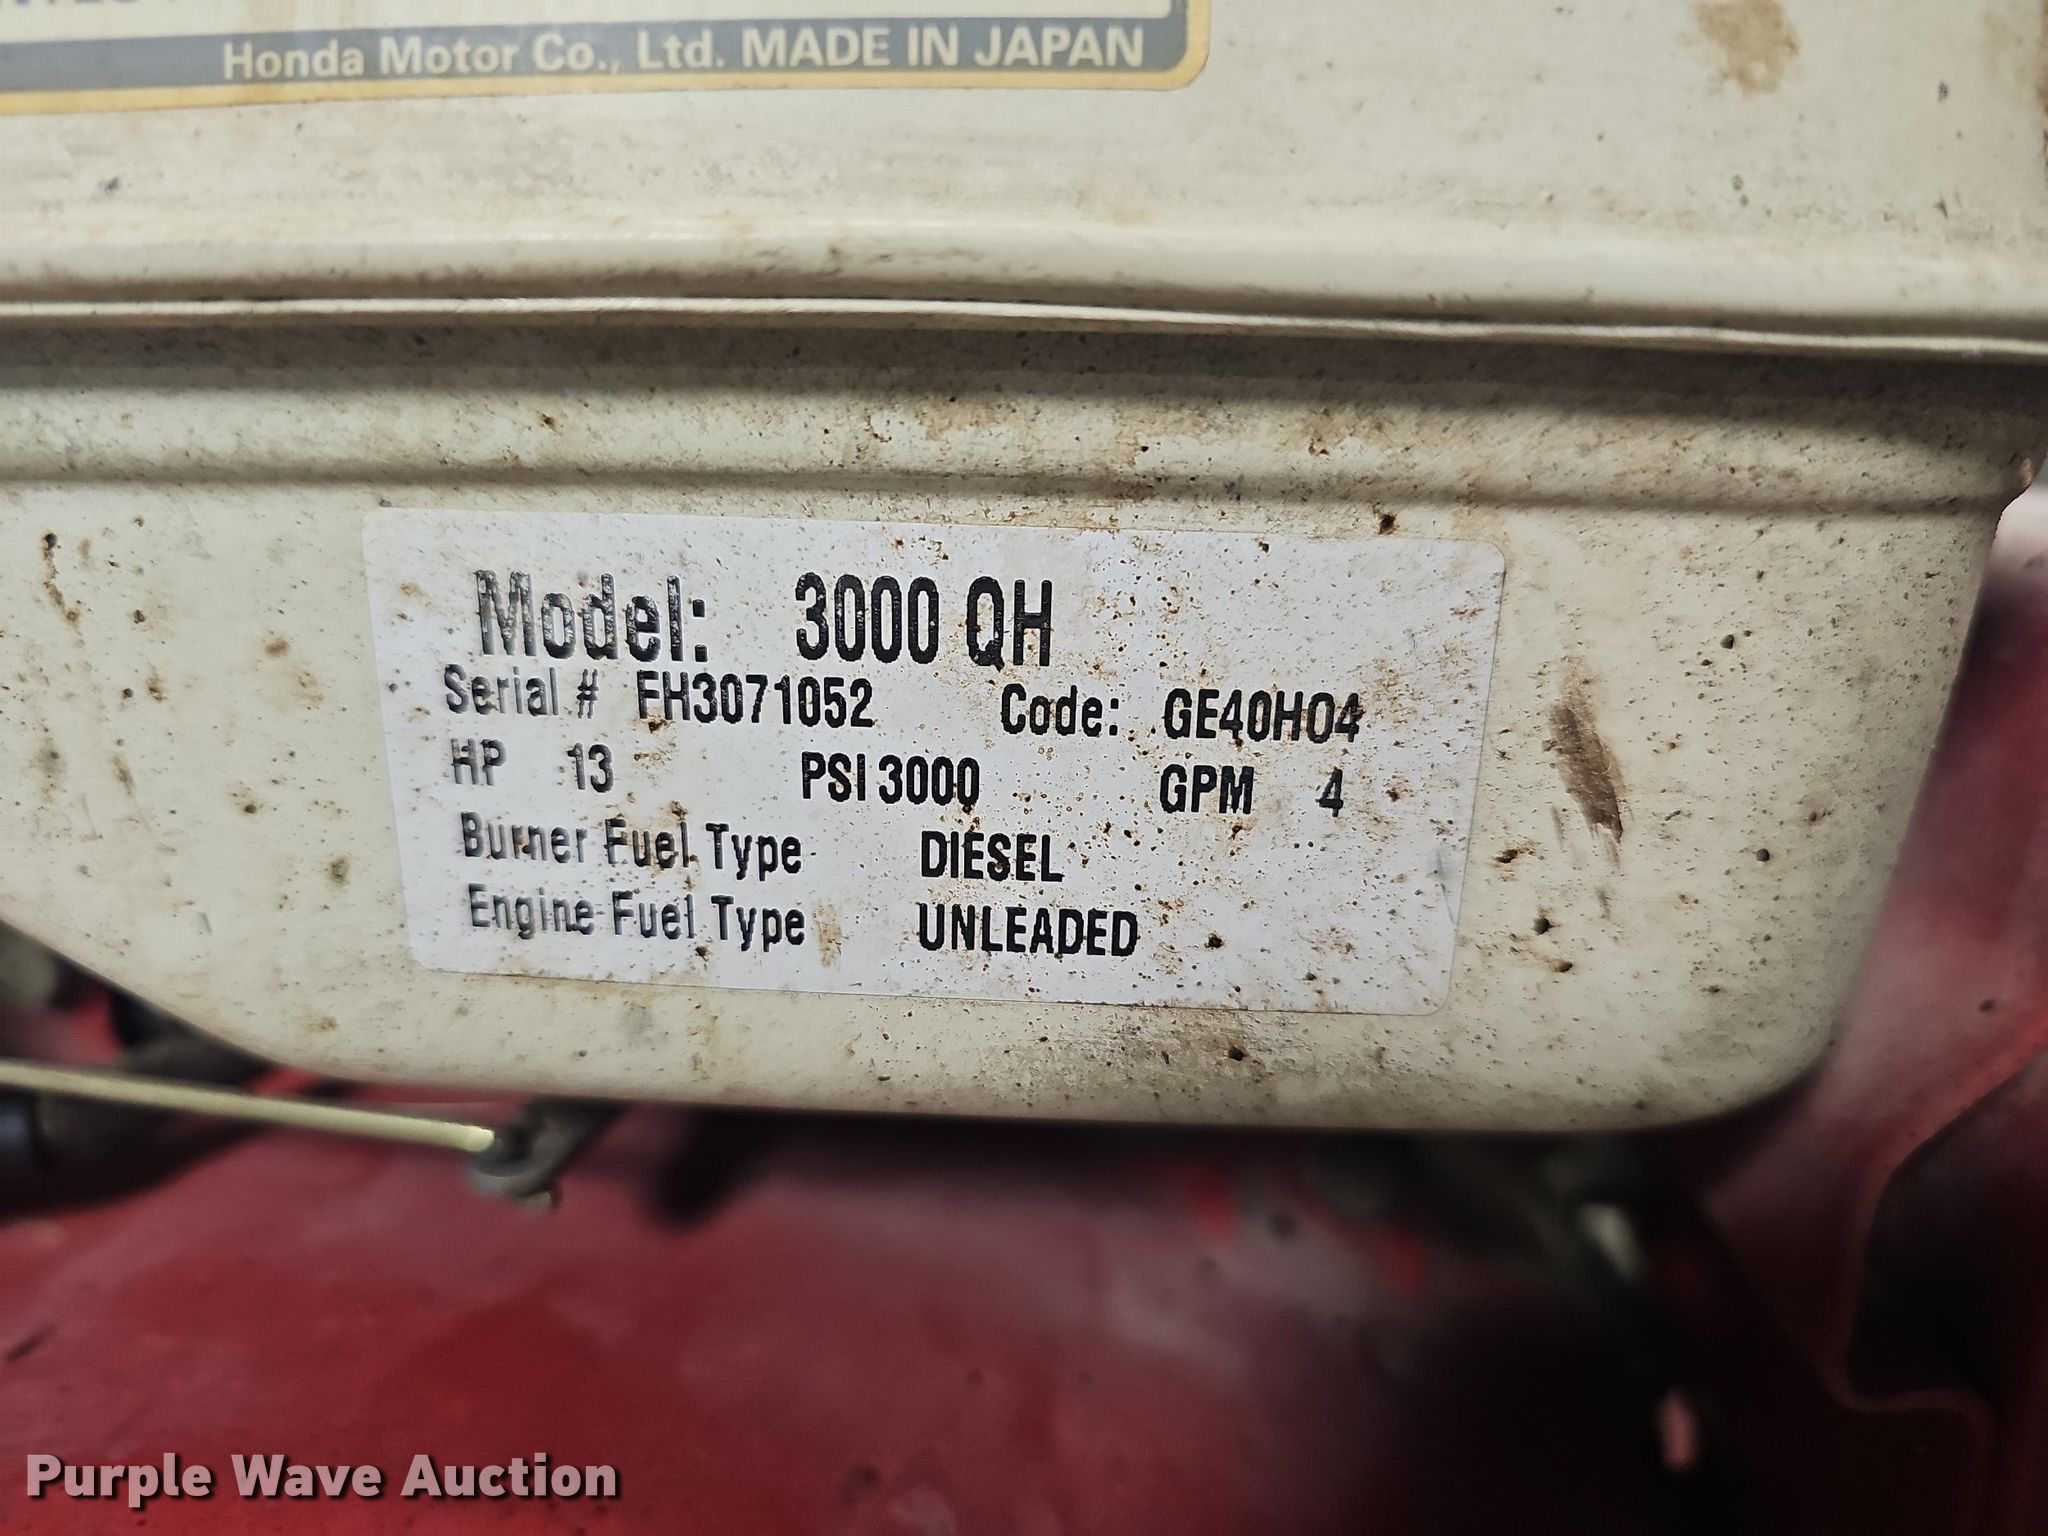 Honda Motor Co., Ltd. MADE IN JAPAN
Model: 3000 QH
Serial # FH3071052 Code: GE40HO4
HP 13 PSI 3000 GPM 4
Burner Fuel Type DIESEL
Engine Fuel Type UNLEADED
Purple Wave Auction